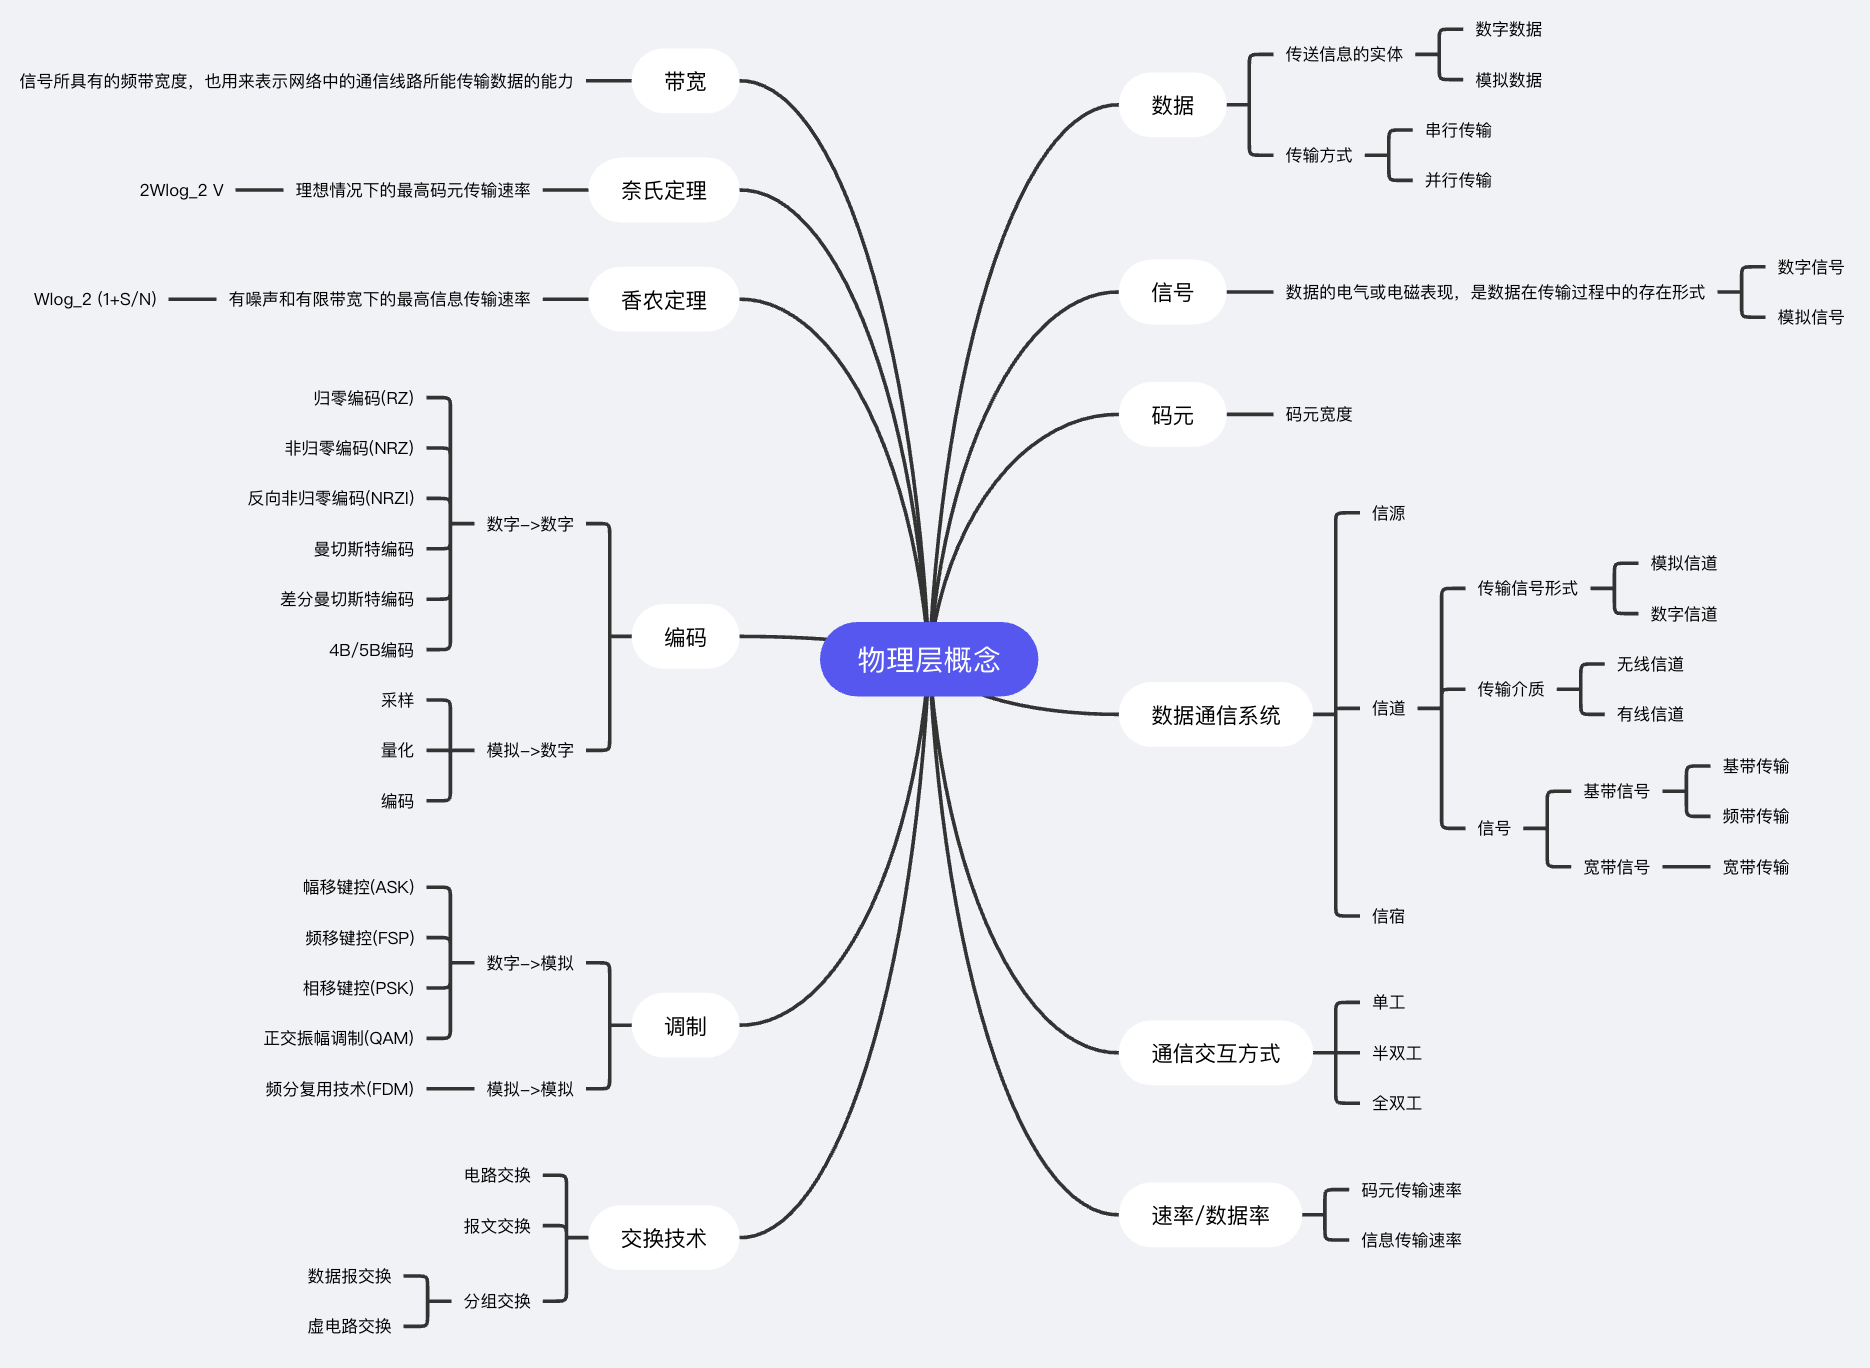 物理层概念
数据
传送信息的实体
数字数据
模拟数据
传输方式
串行传输
并行传输
信号
数据的电气或电磁表现，是数据在传输过程中的存在形式
数字信号
模拟信号
码元
码元宽度
数据通信系统
信源
信道
传输信号形式
模拟信道
数字信道
传输介质
无线信道
有线信道
信号
基带信号
基带传输
频带传输
宽带信号
宽带传输
信宿
通信交互方式
单工
半双工
全双工
速率/数据率
码元传输速率
信息传输速率
带宽
信号所具有的频带宽度，也用来表示网络中的通信线路所能传输数据的能力
奈氏定理
理想情况下的最高码元传输速率
2Wlog_2 V
香农定理
有噪声和有限带宽下的最高信息传输速率
Wlog_2 (1+S/N)
编码
数字->数字
归零编码(RZ)
非归零编码(NRZ)
反向非归零编码(NRZI)
曼切斯特编码
差分曼切斯特编码
4B/5B编码
模拟->数字
采样
量化
编码
调制
数字->模拟
幅移键控(ASK)
频移键控(FSP)
相移键控(PSK)
正交振幅调制(QAM)
模拟->模拟
频分复用技术(FDM)
交换技术
电路交换
报文交换
分组交换
数据报交换
虚电路交换